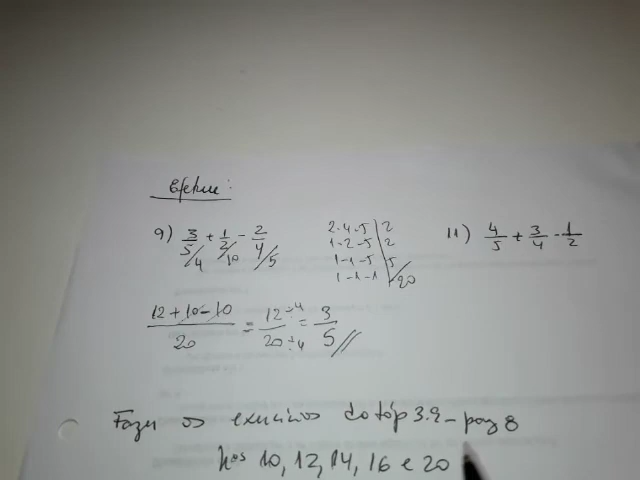 Efetue:
9) 3/5 + 1/2 - 2/4
/4 /10 /5
2-4-5 | 2
1-2-5 | 2
1-1-5 | 5
1-1-1 | /20
11) 4/5 + 3/4 - 1/2
12+10-10/20 = 12÷4/20÷4 = 3/5 //
Fazer os exercícios do tóp 3.2 - pag 8
Nos 10, 12, 14, 16 e 20